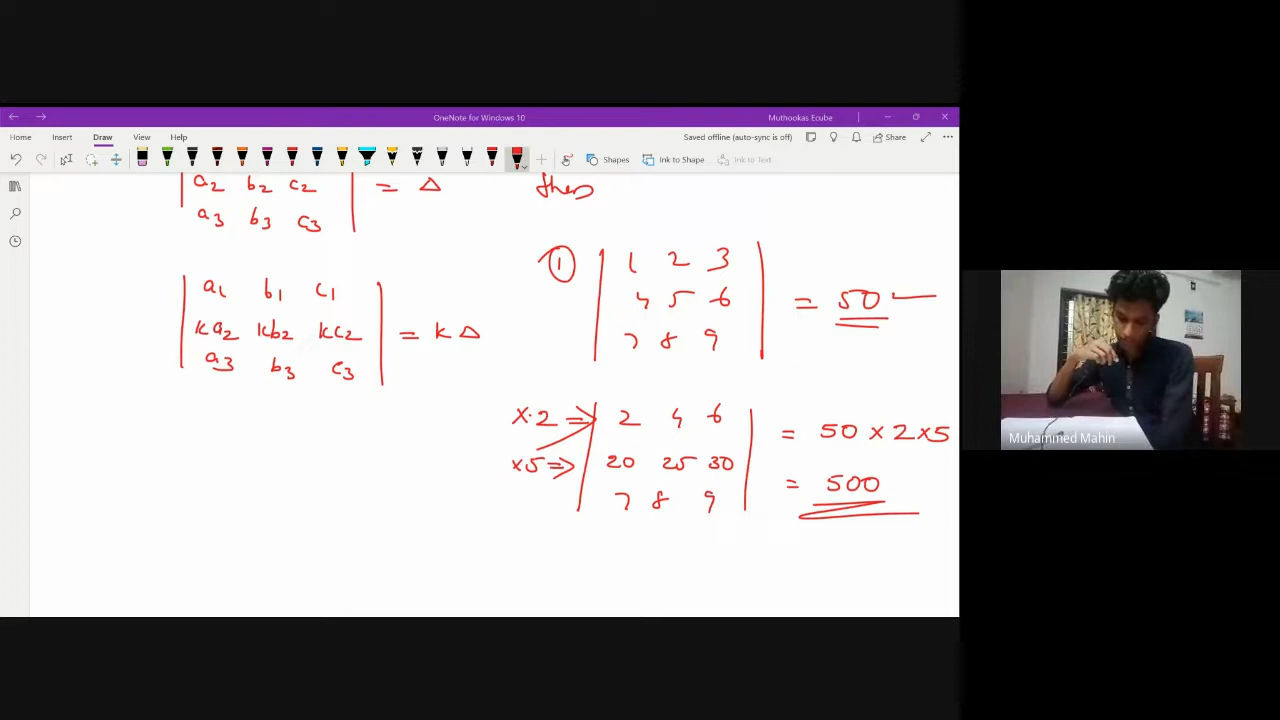 OneNote for Windows 10
Muthookas Ecube
Home Insert Draw View Help
Saved offline (auto-sync is off)
Share
Shapes
Ink to Shape
Ink to Text
a2 b2 c2 = Δ
a3 b3 c3
a1 b1 c1
ka2 kb2 kc2 = k Δ
a3 b3 c3
1
1 2 3
4 5 6 = 50
7 8 9
x·2 ⇒ 2 4 6 = 50 × 2 × 5
×5 ⇒ 20 25 30
7 8 9 = 500
Muhammed Mahin